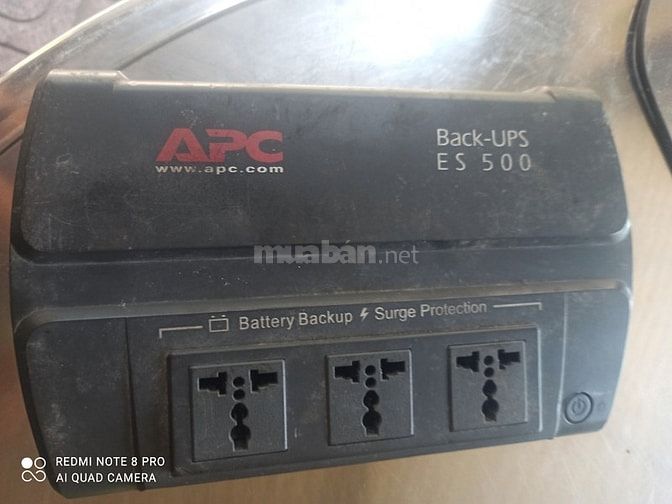 APC
www.apc.com
Back-UPS
ES 500
muaban.net
Battery Backup Surge Protection
REDMI NOTE 8 PRO
AI QUAD CAMERA